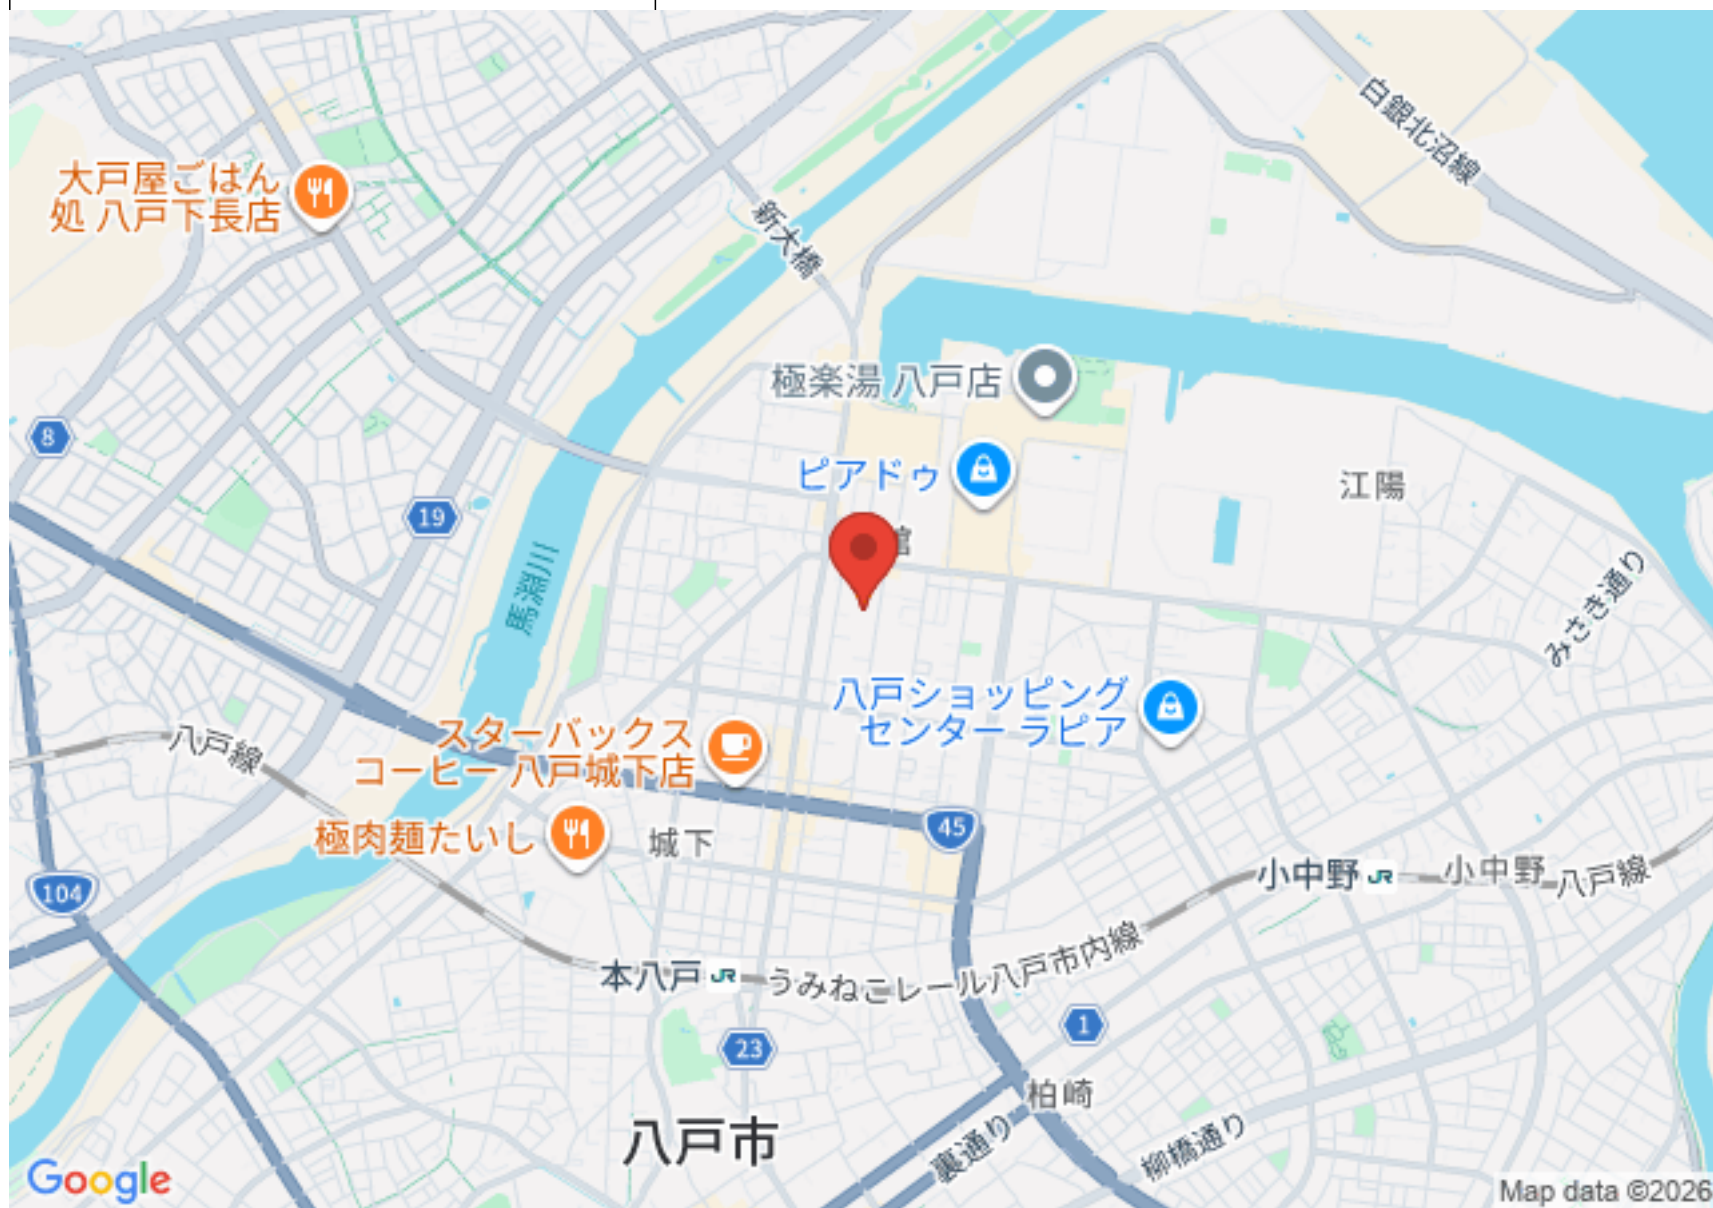 白銀北沼線
大戸屋ごはん
処 八戸下長店
新大橋
極楽湯 八戸店
8
ピアドゥ
江陽
19
館
馬淵川
みさき通り
八戸ショッピング
センター ラピア
八戸線
スターバックス
コーヒー 八戸城下店
45
極肉麺たいし
城下
小中野
JR
小中野
八戸線
104
本八戸
JR
うみねこレール八戸市内線
1
23
柏崎
八戸市
裏通り
柳橋通り
Google
Map data ©2026